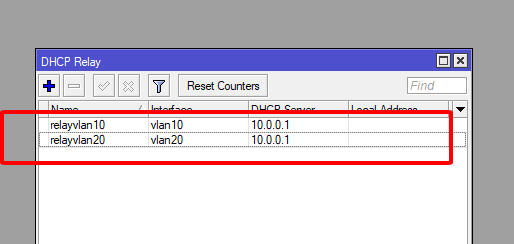 DHCP Relay
Reset Counters
Find
Name Interface DHCP Server Local Address
relayvlan10 vlan10 10.0.0.1
relayvlan20 vlan20 10.0.0.1